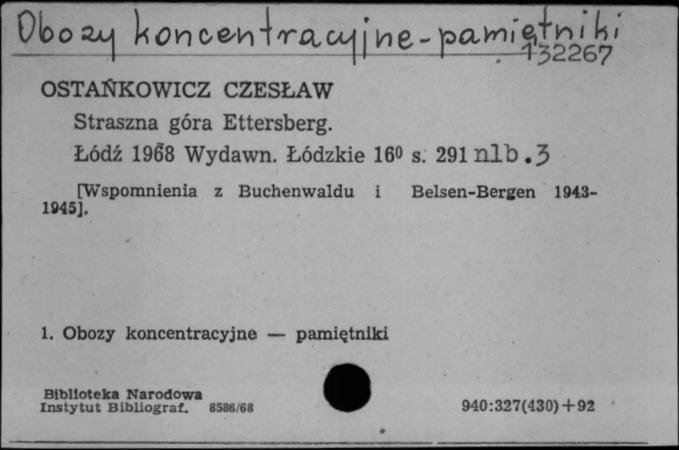 Obozy koncentracyjne - pamiętniki
132267
OSTAŃKOWICZ CZESŁAW
Straszna góra Ettersberg.
Łódź 1968 Wydawn. Łódzkie 16⁰ s. 291 nlb. 3
[Wspomnienia z Buchenwaldu i Belsen-Bergen 1943-
1945].
1. Obozy koncentracyjne — pamiętniki
Biblioteka Narodowa
Instytut Bibliograf. 8586/68
940:327(430)+92